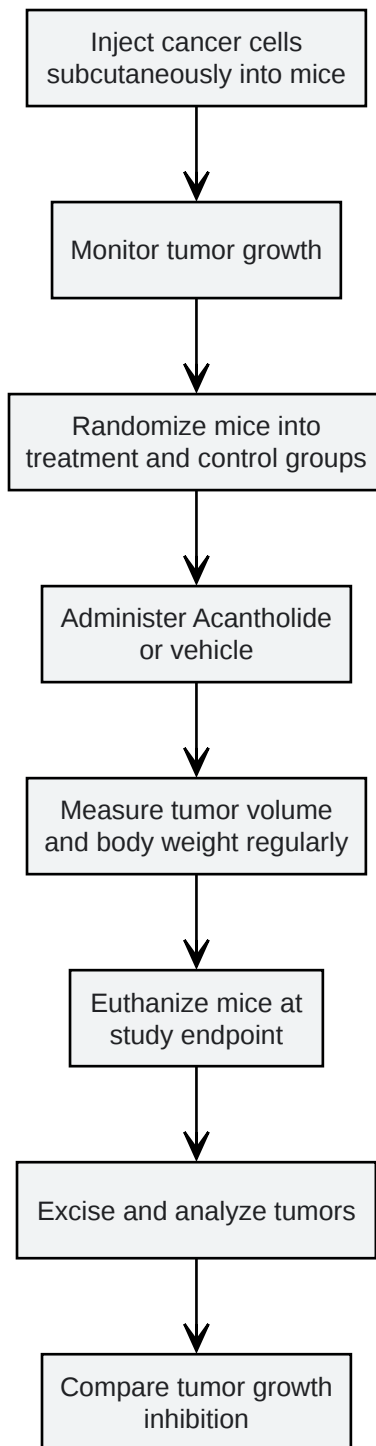 Inject cancer cells
subcutaneously into mice
Monitor tumor growth
Randomize mice into
treatment and control groups
Administer Acantholide
or vehicle
Measure tumor volume
and body weight regularly
Euthanize mice at
study endpoint
Excise and analyze tumors
Compare tumor growth
inhibition